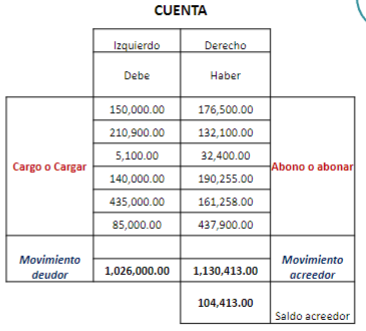 CUENTA
Izquierdo Derecho
Debe Haber
150,000.00 176,500.00
210,900.00 132,100.00
5,100.00 32,400.00
Cargo o Cargar Abono o abonar
140,000.00 190,255.00
435,000.00 161,258.00
85,000.00 437,900.00
Movimiento Movimiento
deudor 1,026,000.00 1,130,413.00 acreedor
104,413.00
Saldo acreedor